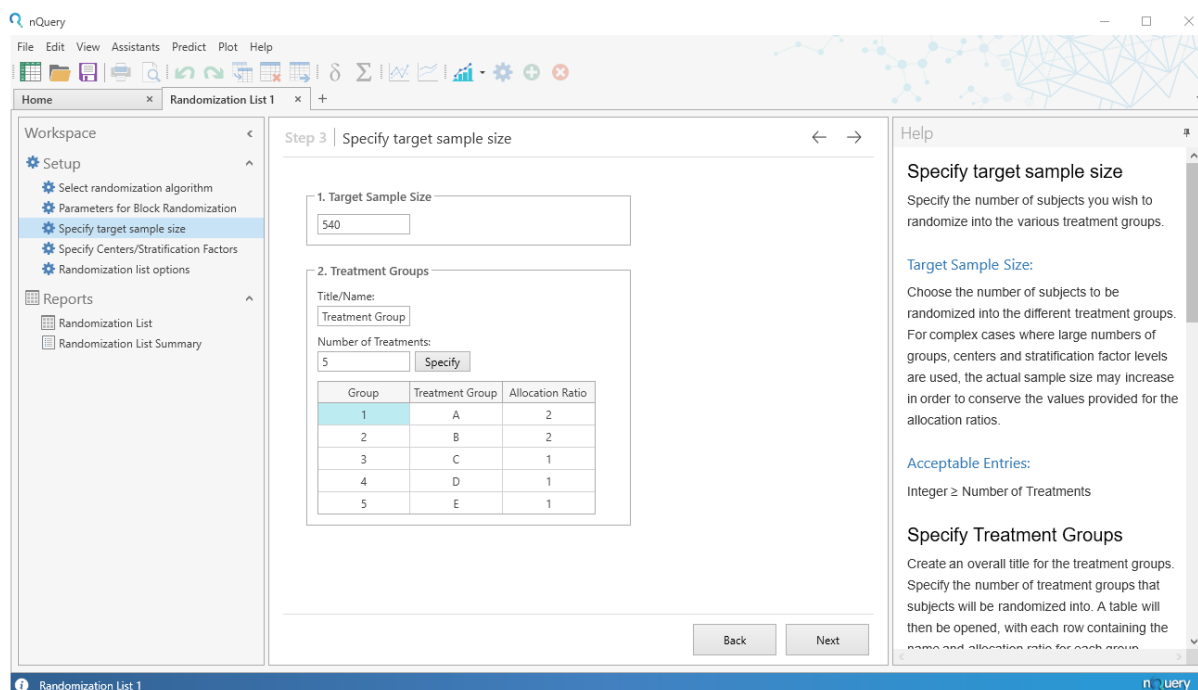 nQuery
File Edit View Assistants Predict Plot Help
Home
Randomization List 1
Workspace
Setup
Select randomization algorithm
Parameters for Block Randomization
Specify target sample size
Specify Centers/Stratification Factors
Randomization list options
Reports
Randomization List
Randomization List Summary
Step 3 | Specify target sample size
1. Target Sample Size
540
2. Treatment Groups
Title/Name:
Treatment Group
Number of Treatments:
5 Specify
Group Treatment Group Allocation Ratio
1 A 2
2 B 2
3 C 1
4 D 1
5 E 1
Back Next
Help
Specify target sample size
Specify the number of subjects you wish to
randomize into the various treatment groups.
Target Sample Size:
Choose the number of subjects to be
randomized into the different treatment groups.
For complex cases where large numbers of
groups, centers and stratification factor levels
are used, the actual sample size may increase
in order to conserve the values provided for the
allocation ratios.
Acceptable Entries:
Integer ≥ Number of Treatments
Specify Treatment Groups
Create an overall title for the treatment groups.
Specify the number of treatment groups that
subjects will be randomized into. A table will
then be opened, with each row containing the
name and allocation ratio for each group
Randomization List 1
nQuery